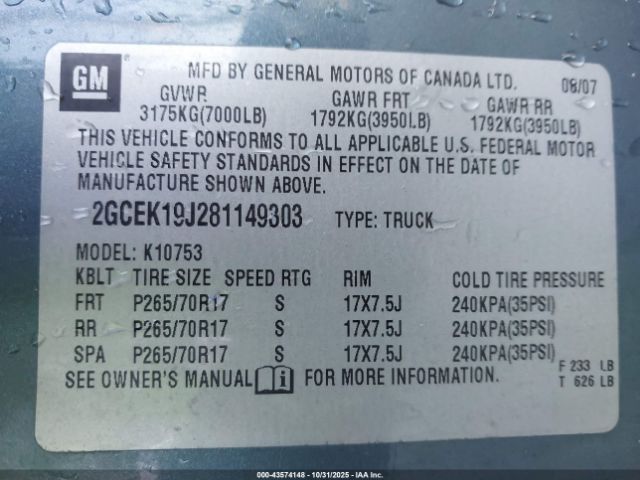 GM
MFD BY GENERAL MOTORS OF CANADA LTD. 08/07
GVWR GAWR FRT GAWR RR
3175KG(7000LB) 1792KG(3950LB) 1792KG(3950LB)
THIS VEHICLE CONFORMS TO ALL APPLICABLE U.S. FEDERAL MOTOR
VEHICLE SAFETY STANDARDS IN EFFECT ON THE DATE OF
MANUFACTURE SHOWN ABOVE.
2GCEK19J281149303 TYPE: TRUCK
MODEL: K10753
KBLT TIRE SIZE SPEED RTG RIM COLD TIRE PRESSURE
FRT P265/70R17 S 17X7.5J 240KPA(35PSI)
RR P265/70R17 S 17X7.5J 240KPA(35PSI)
SPA P265/70R17 S 17X7.5J 240KPA(35PSI)
SEE OWNER'S MANUAL i FOR MORE INFORMATION.
F 233 LB
T 626 LB
000-43574148 - 10/31/2025 - IAA Inc.